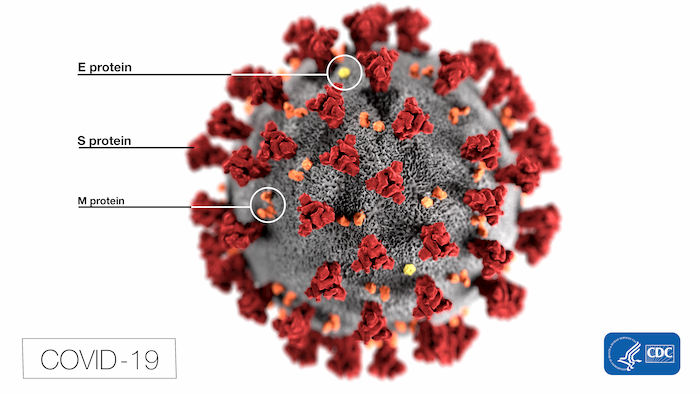 E protein
S protein
M protein
COVID-19
CDC